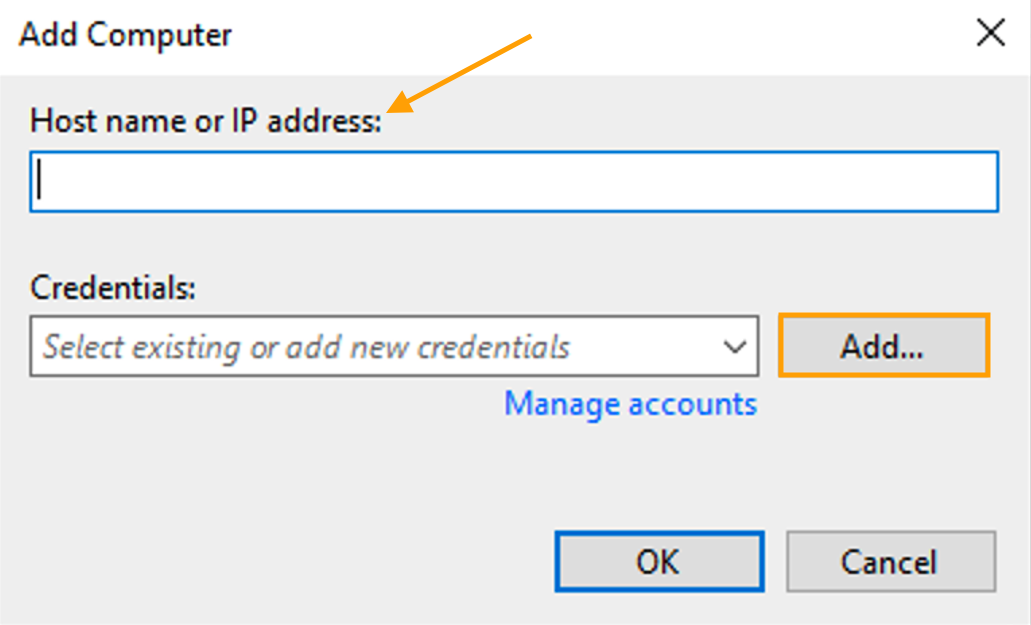 Add Computer
Host name or IP address:
Credentials:
Select existing or add new credentials
Add...
Manage accounts
OK
Cancel